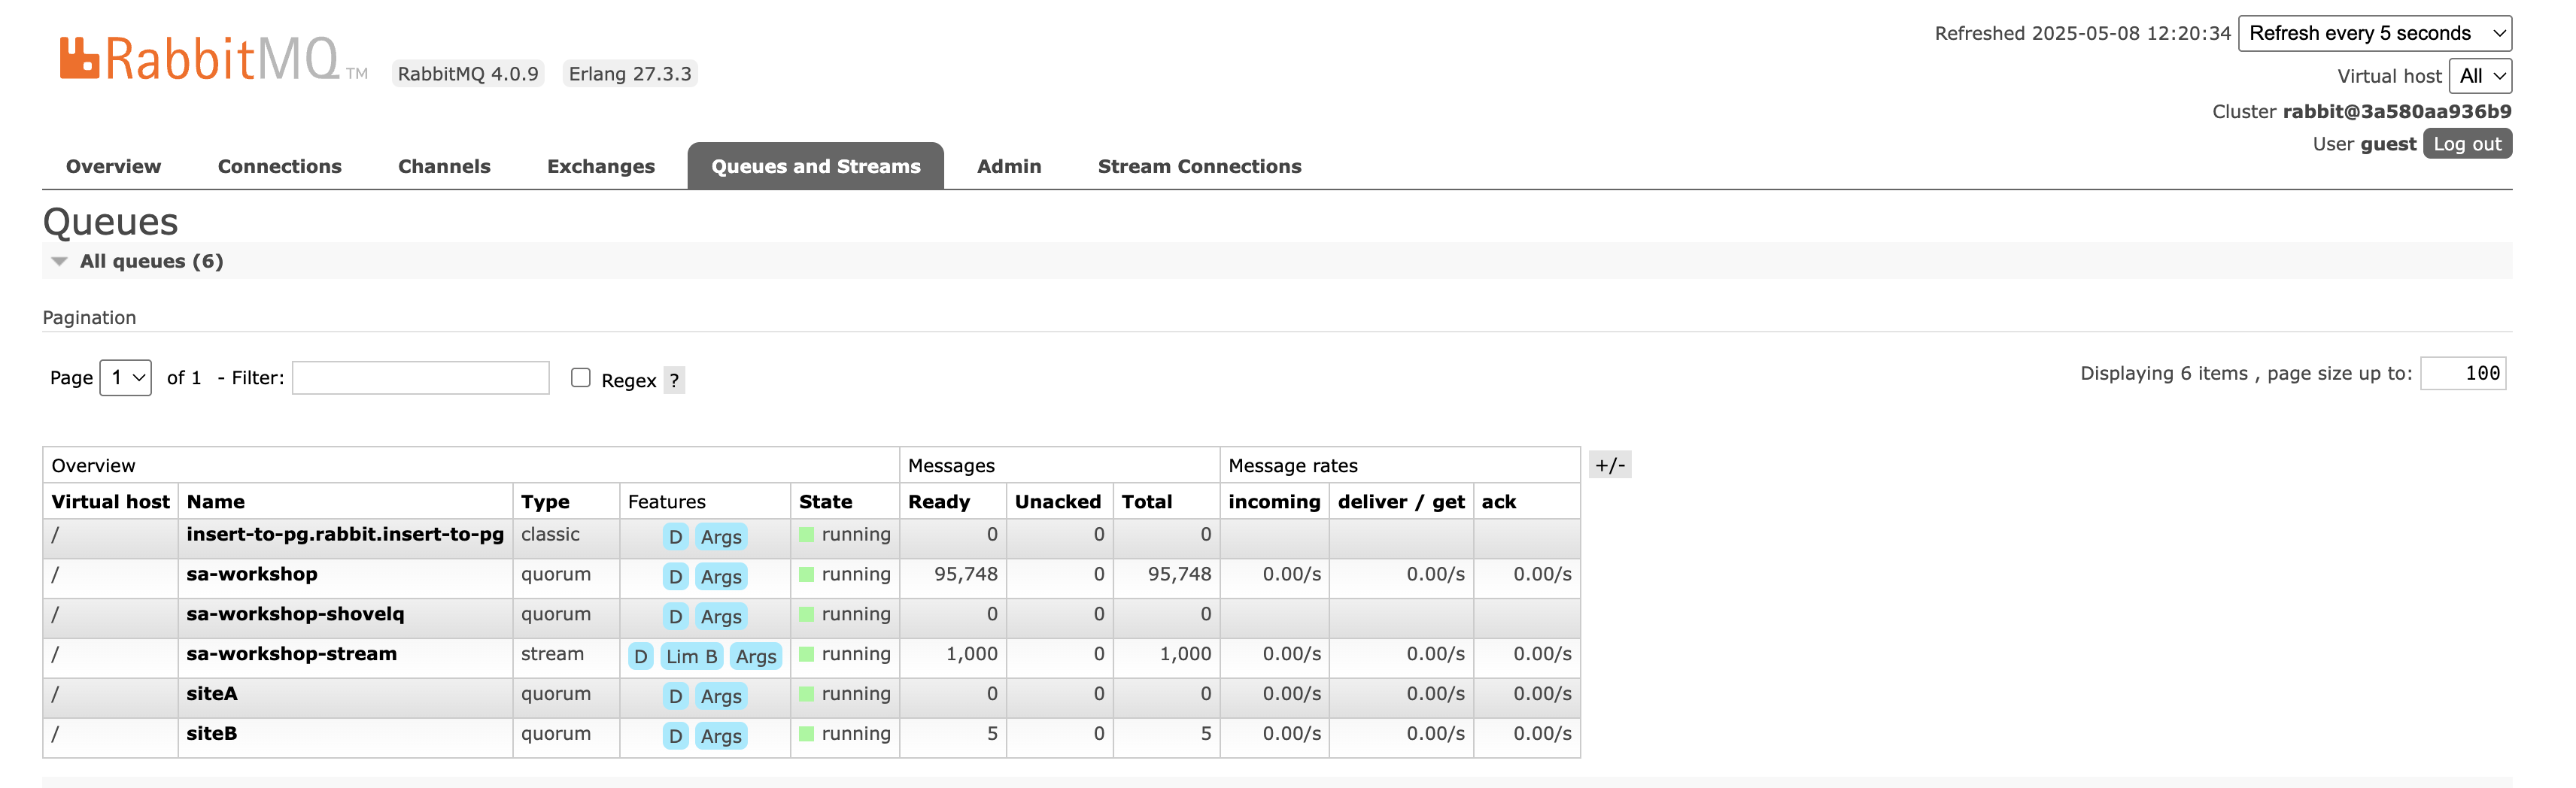 RabbitMQ TM RabbitMQ 4.0.9 Erlang 27.3.3
Refreshed 2025-05-08 12:20:34 Refresh every 5 seconds
Virtual host All
Cluster rabbit@3a580aa936b9
User guest Log out
Overview Connections Channels Exchanges Queues and Streams Admin Stream Connections
Queues
All queues (6)
Pagination
Page 1 of 1 - Filter: Regex ? Displaying 6 items , page size up to: 100
Overview Messages Message rates +/-
Virtual host Name Type Features State Ready Unacked Total incoming deliver / get ack
/ insert-to-pg.rabbit.insert-to-pg classic D Args running 0 0 0
/ sa-workshop quorum D Args running 95,748 0 95,748 0.00/s 0.00/s 0.00/s
/ sa-workshop-shovelq quorum D Args running 0 0 0
/ sa-workshop-stream stream D Lim B Args running 1,000 0 1,000 0.00/s 0.00/s 0.00/s
/ siteA quorum D Args running 0 0 0 0.00/s 0.00/s 0.00/s
/ siteB quorum D Args running 5 0 5 0.00/s 0.00/s 0.00/s